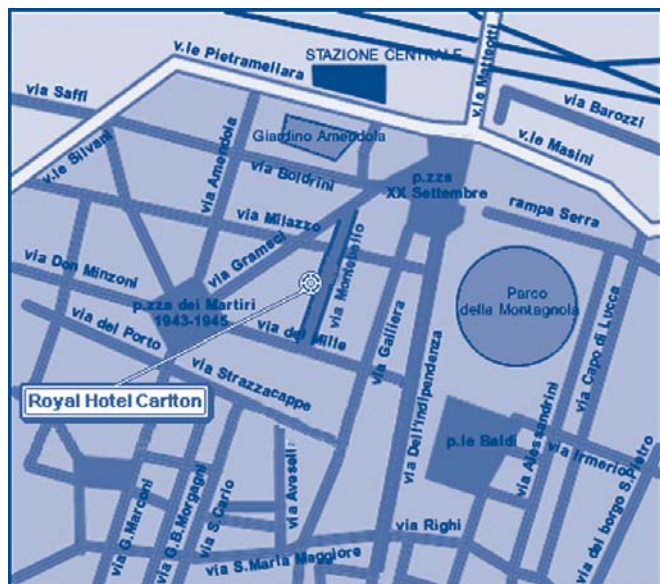 v.le Pietramellara
STAZIONE CENTRALE
v.le Matteotti
via Saffi
via Barozzi
v.le Masini
Giardino Amendola
v.le Silvani
via Amendola
via Boldrini
p.zza
XX Settembre
rampa Serra
via Milazzo
via Gramsci
via Montebello
via Don Minzoni
p.zza dei Martiri
1943-1945
via dei Mille
via Galliera
Parco
della Montagnola
via Capo di Lucca
via del Porto
via Strazzacappe
via Dell'indipendenza
Royal Hotel Carlton
p.le Baldi
via Alessandrini
via Irnerio
via del borgo S.Pietro
via G.Marconi
via G.B.Morgagni
via S.Carlo
via Avesella
via Righi
via S.Maria Maggiore